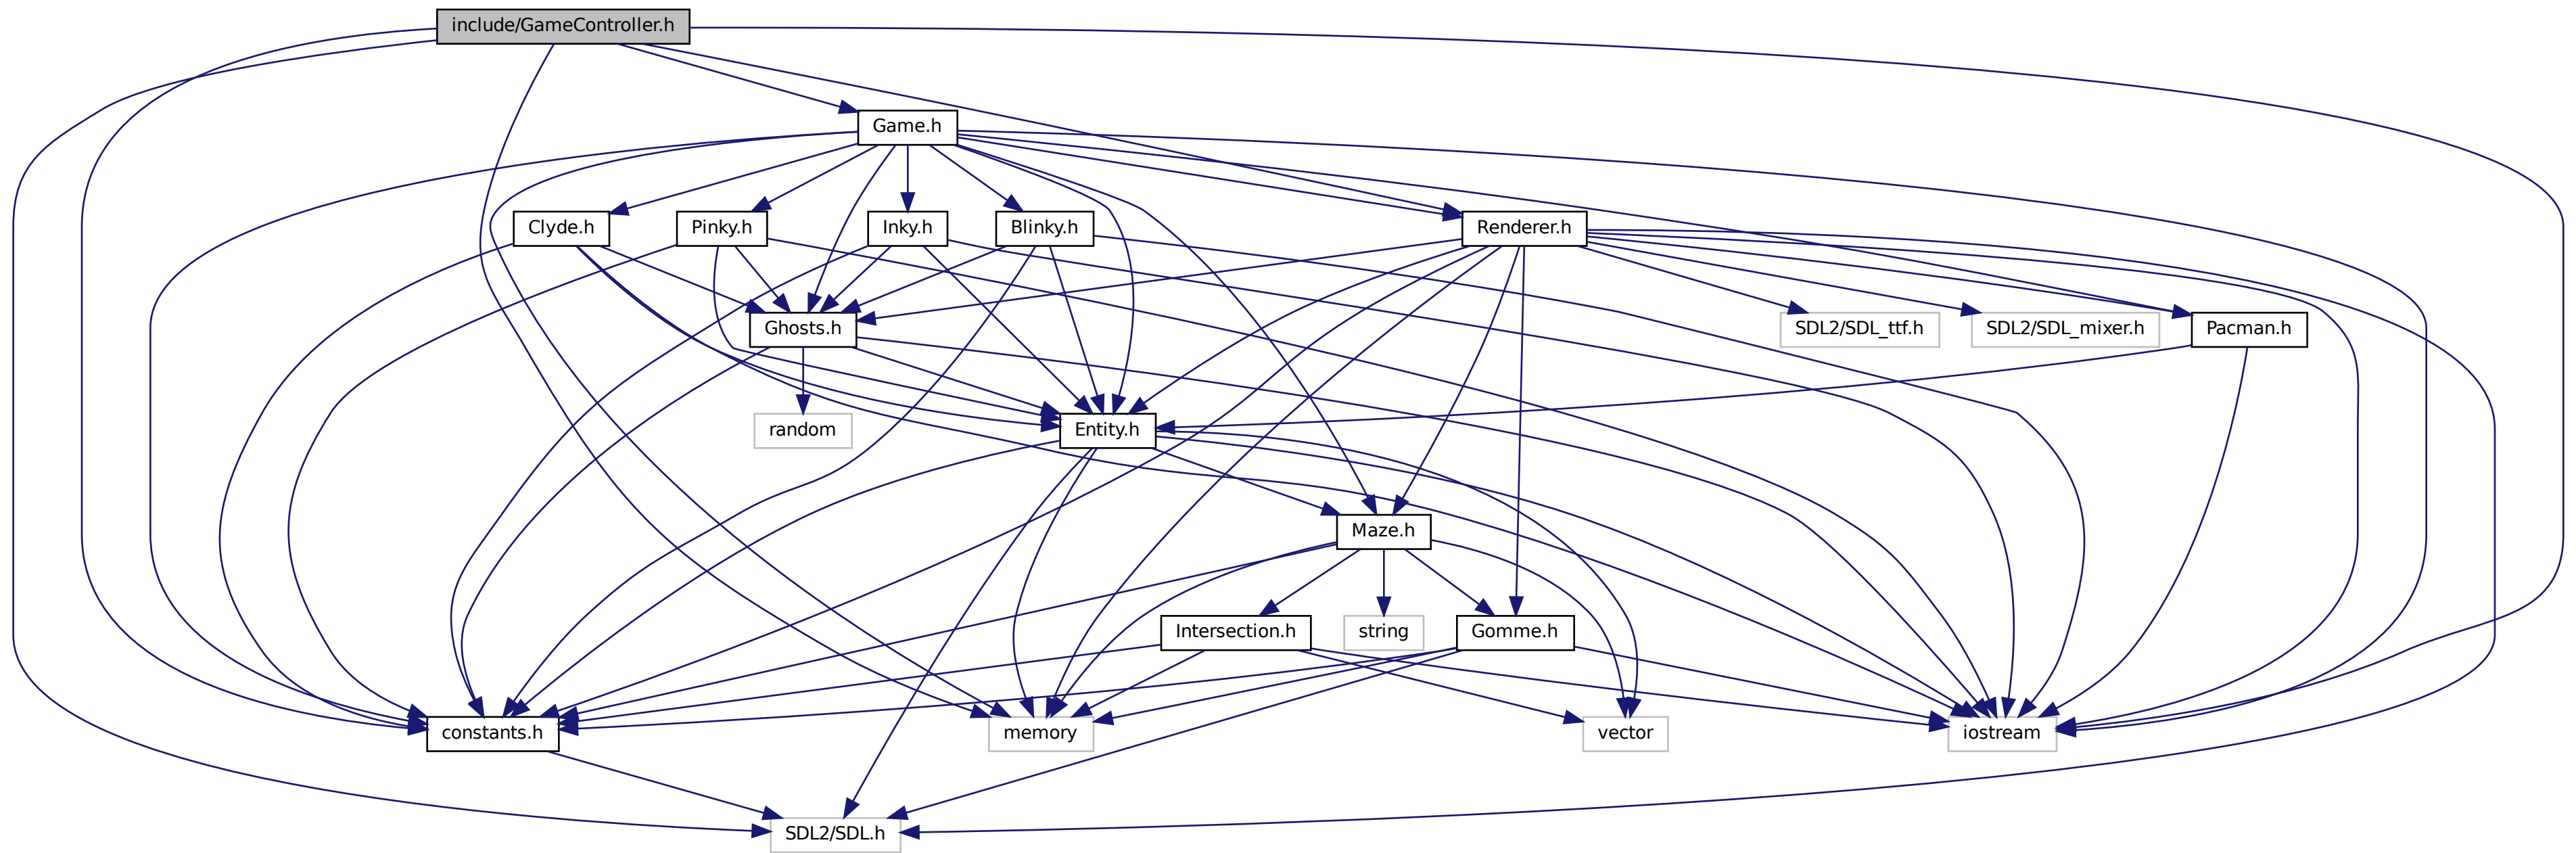 include/GameController.h
Game.h
Clyde.h
Pinky.h
Inky.h
Blinky.h
Renderer.h
Ghosts.h
SDL2/SDL_ttf.h
SDL2/SDL_mixer.h
Pacman.h
random
Entity.h
Maze.h
Intersection.h
string
Gomme.h
constants.h
memory
vector
iostream
SDL2/SDL.h